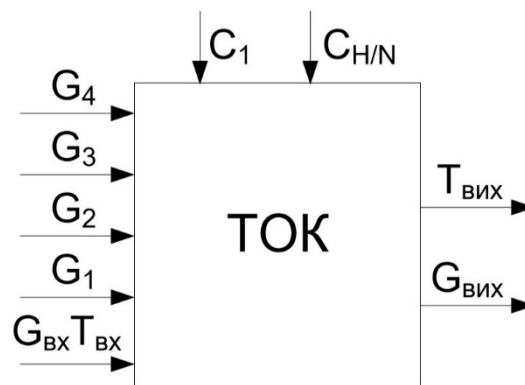 C₁ C_H/N
G₄
G₃
T_вих
G₂
ТОК
G₁
G_вих
G_вх T_вх